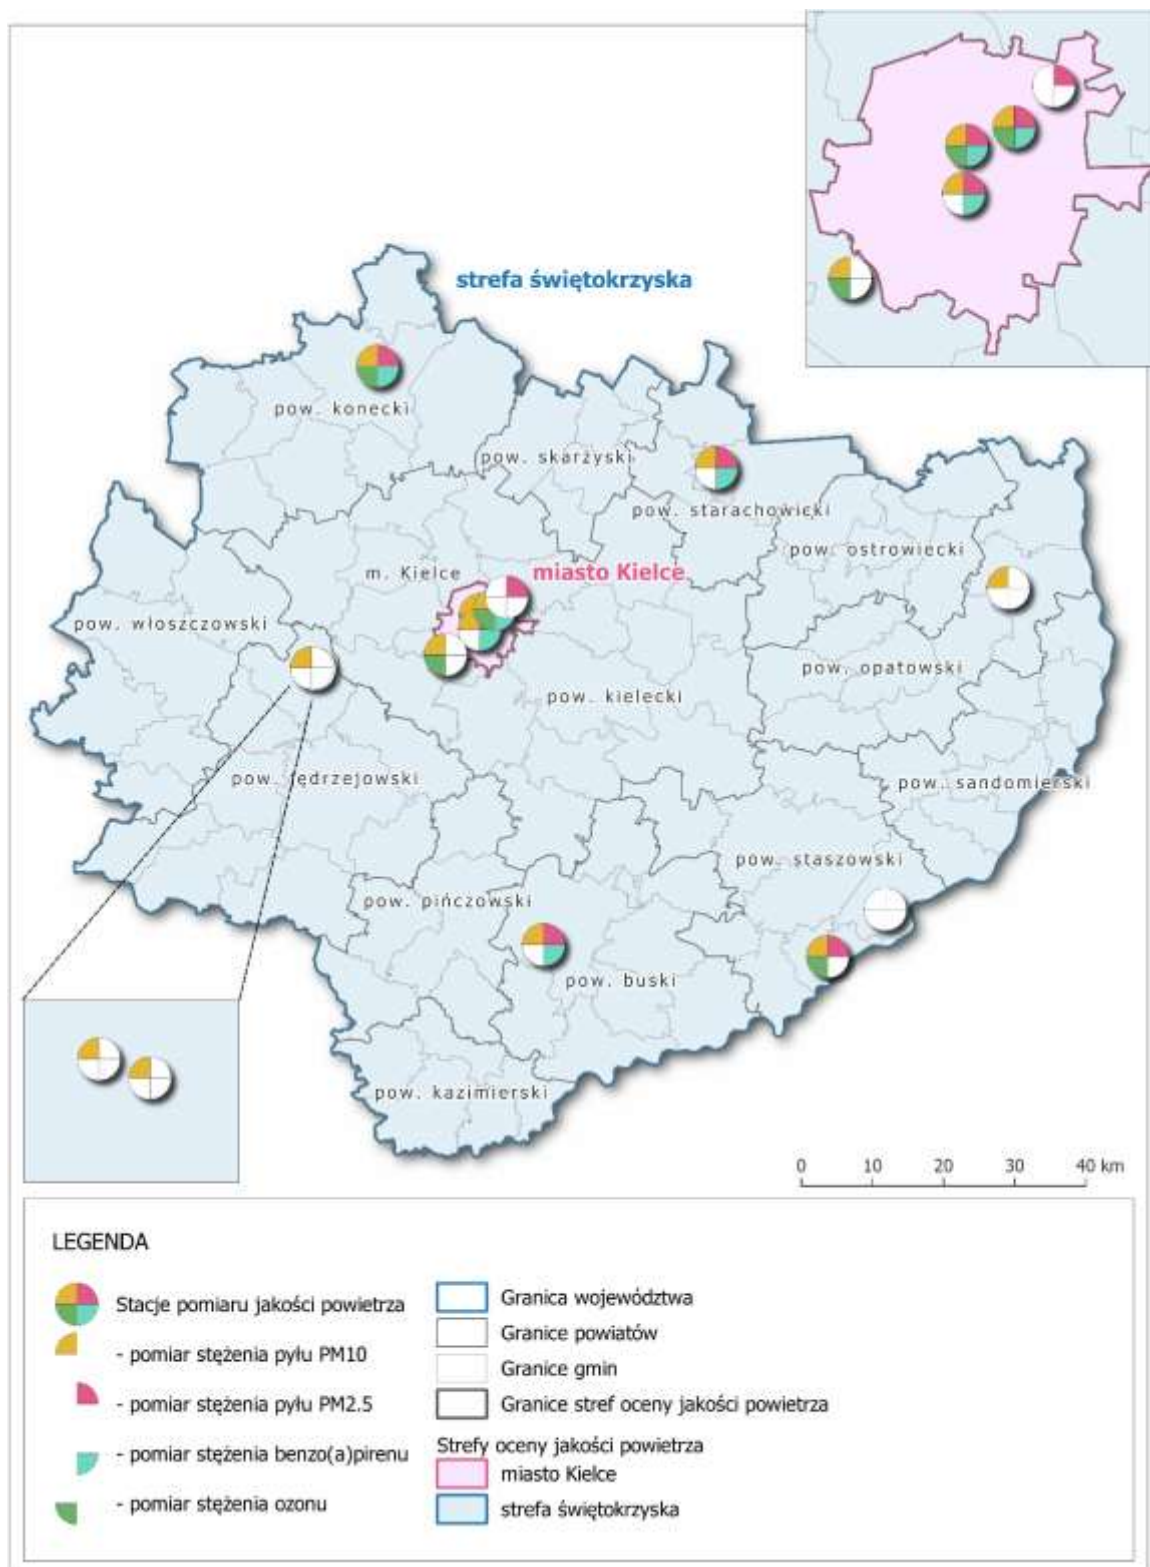 strefa świętokrzyska
pow. konecki
pow. skarżyski
pow. starachowicki
pow. ostrowiecki
m. Kielce
miasto Kielce
pow. włoszczowski
pow. opatowski
pow. kielecki
pow. jędrzejowski
pow. sandomierski
pow. staszowski
pow. pińczowski
pow. buski
pow. kazimierski
0 10 20 30 40 km
LEGENDA
Stacje pomiaru jakości powietrza
- pomiar stężenia pyłu PM10
- pomiar stężenia pyłu PM2.5
- pomiar stężenia benzo(a)pirenu
- pomiar stężenia ozonu
Granica województwa
Granice powiatów
Granice gmin
Granice stref oceny jakości powietrza
Strefy oceny jakości powietrza
miasto Kielce
strefa świętokrzyska